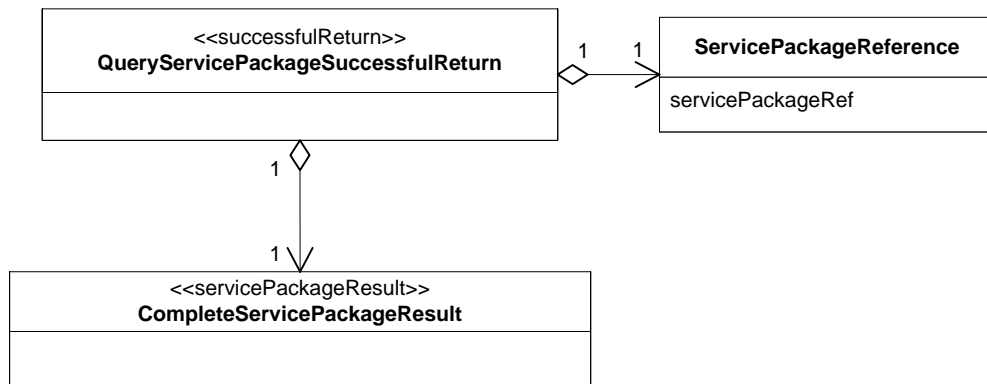 <<successfulReturn>>
QueryServicePackageSuccessfulReturn
1
1
ServicePackageReference
servicePackageRef
1
1
<<servicePackageResult>>
CompleteServicePackageResult